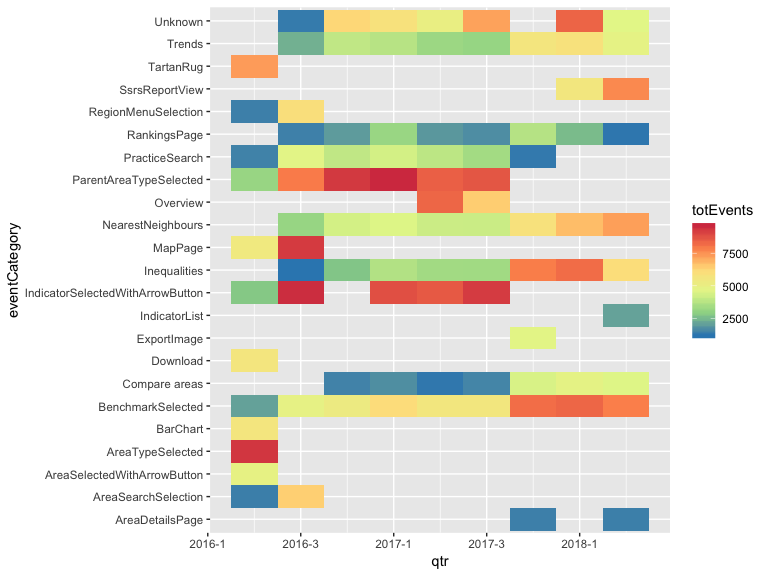 Unknown
Trends
TartanRug
SsrsReportView
RegionMenuSelection
RankingsPage
PracticeSearch
ParentAreaTypeSelected
Overview
NearestNeighbours
MapPage
Inequalities
IndicatorSelectedWithArrowButton
IndicatorList
ExportImage
Download
Compare areas
BenchmarkSelected
BarChart
AreaTypeSelected
AreaSelectedWithArrowButton
AreaSearchSelection
AreaDetailsPage
eventCategory
2016-1 2016-3 2017-1 2017-3 2018-1
qtr
totEvents
7500
5000
2500